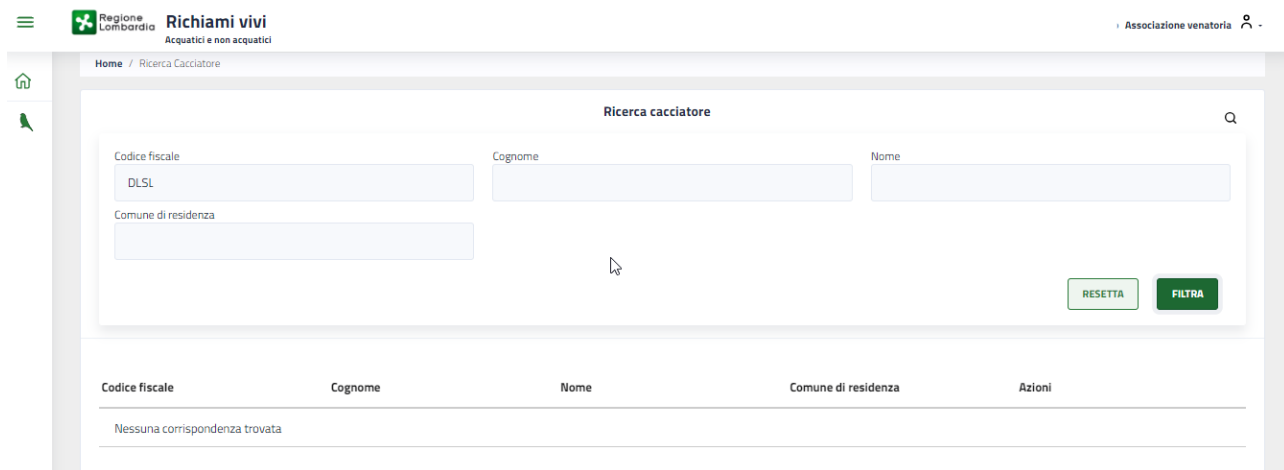 Regione
Lombardia
Richiami vivi
Acquatici e non acquatici
Associazione venatoria
Home / Ricerca Cacciatore
Ricerca cacciatore
Codice fiscale Cognome Nome
DLSL
Comune di residenza
RESETTA FILTRA
Codice fiscale Cognome Nome Comune di residenza Azioni
Nessuna corrispondenza trovata